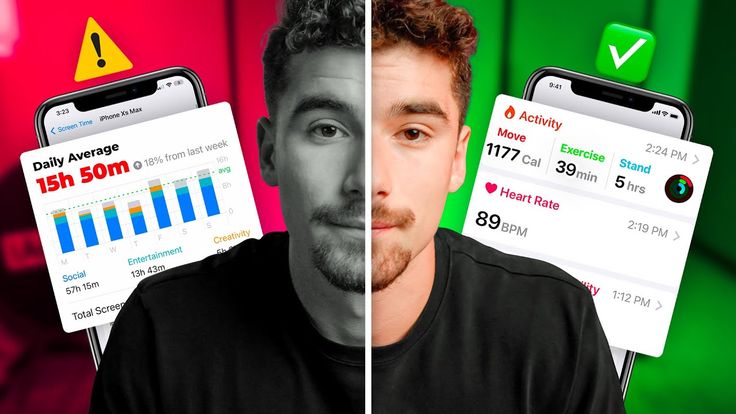 3:23
iPhone Xs Max
Screen Time
Daily Average
15h 50m
18% from last week
16h
avg
8h
0
M T W T F S S
Social
Entertainment
Creativity
57h 15m
13h 43m
Total Screen
9:41
Activity
2:24 PM
Move
Exercise
Stand
1177 Cal
39 min
5 hrs
Heart Rate
2:19 PM
89 BPM
1:12 PM